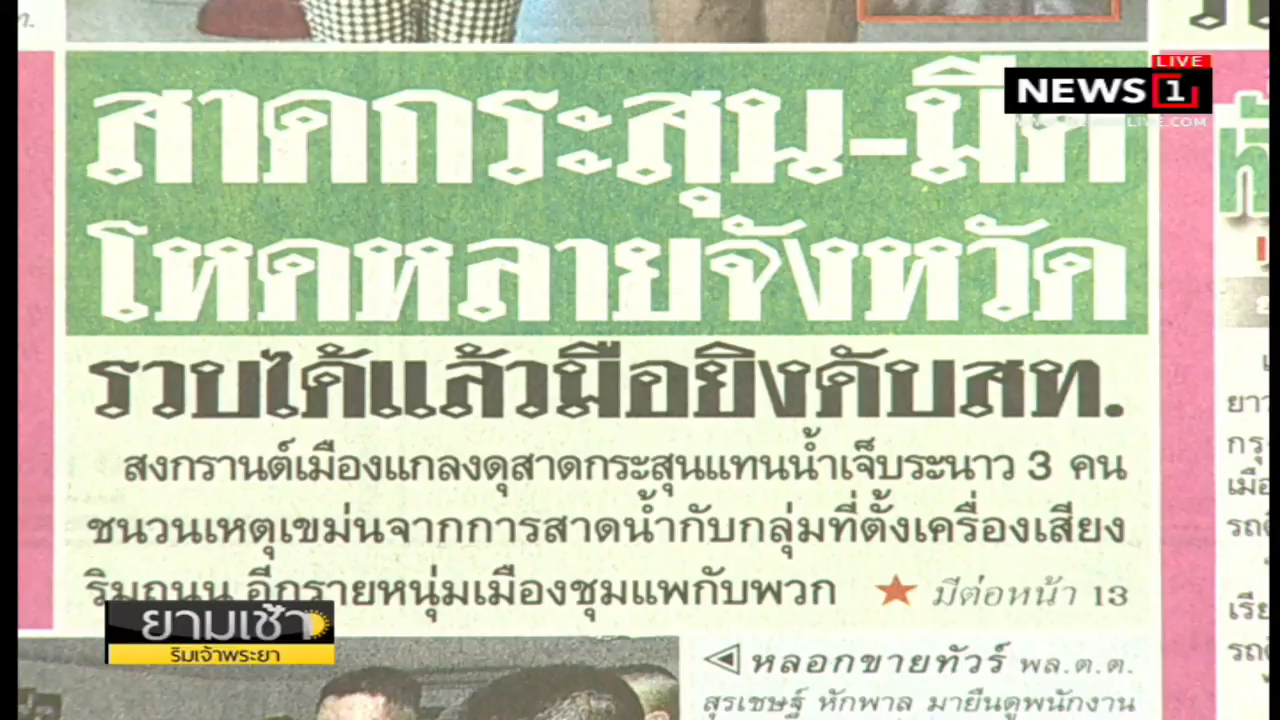 LIVE
NEWS 1
LIVE.COM
สาดกระสุน-มีด
โหดหลายจังหวัด
รวบได้แล้วมือยิงดับสท.
สงกรานต์เมืองแกลงดุสาดกระสุนแทนน้ำเจ็บระนาว 3 คน
ชนวนเหตุเขม่นจากการสาดน้ำกับกลุ่มที่ตั้งเครื่องเสียง
ริมถนน อีกรายหนุ่มเมืองชุมแพกับพวก ★ มีต่อหน้า 13
ยามเช้า
ริมเจ้าพระยา
หลอกขายทัวร์ พล.ต.ต.
สุรเชษฐ์ หักพาล มายืนดูพนักงาน